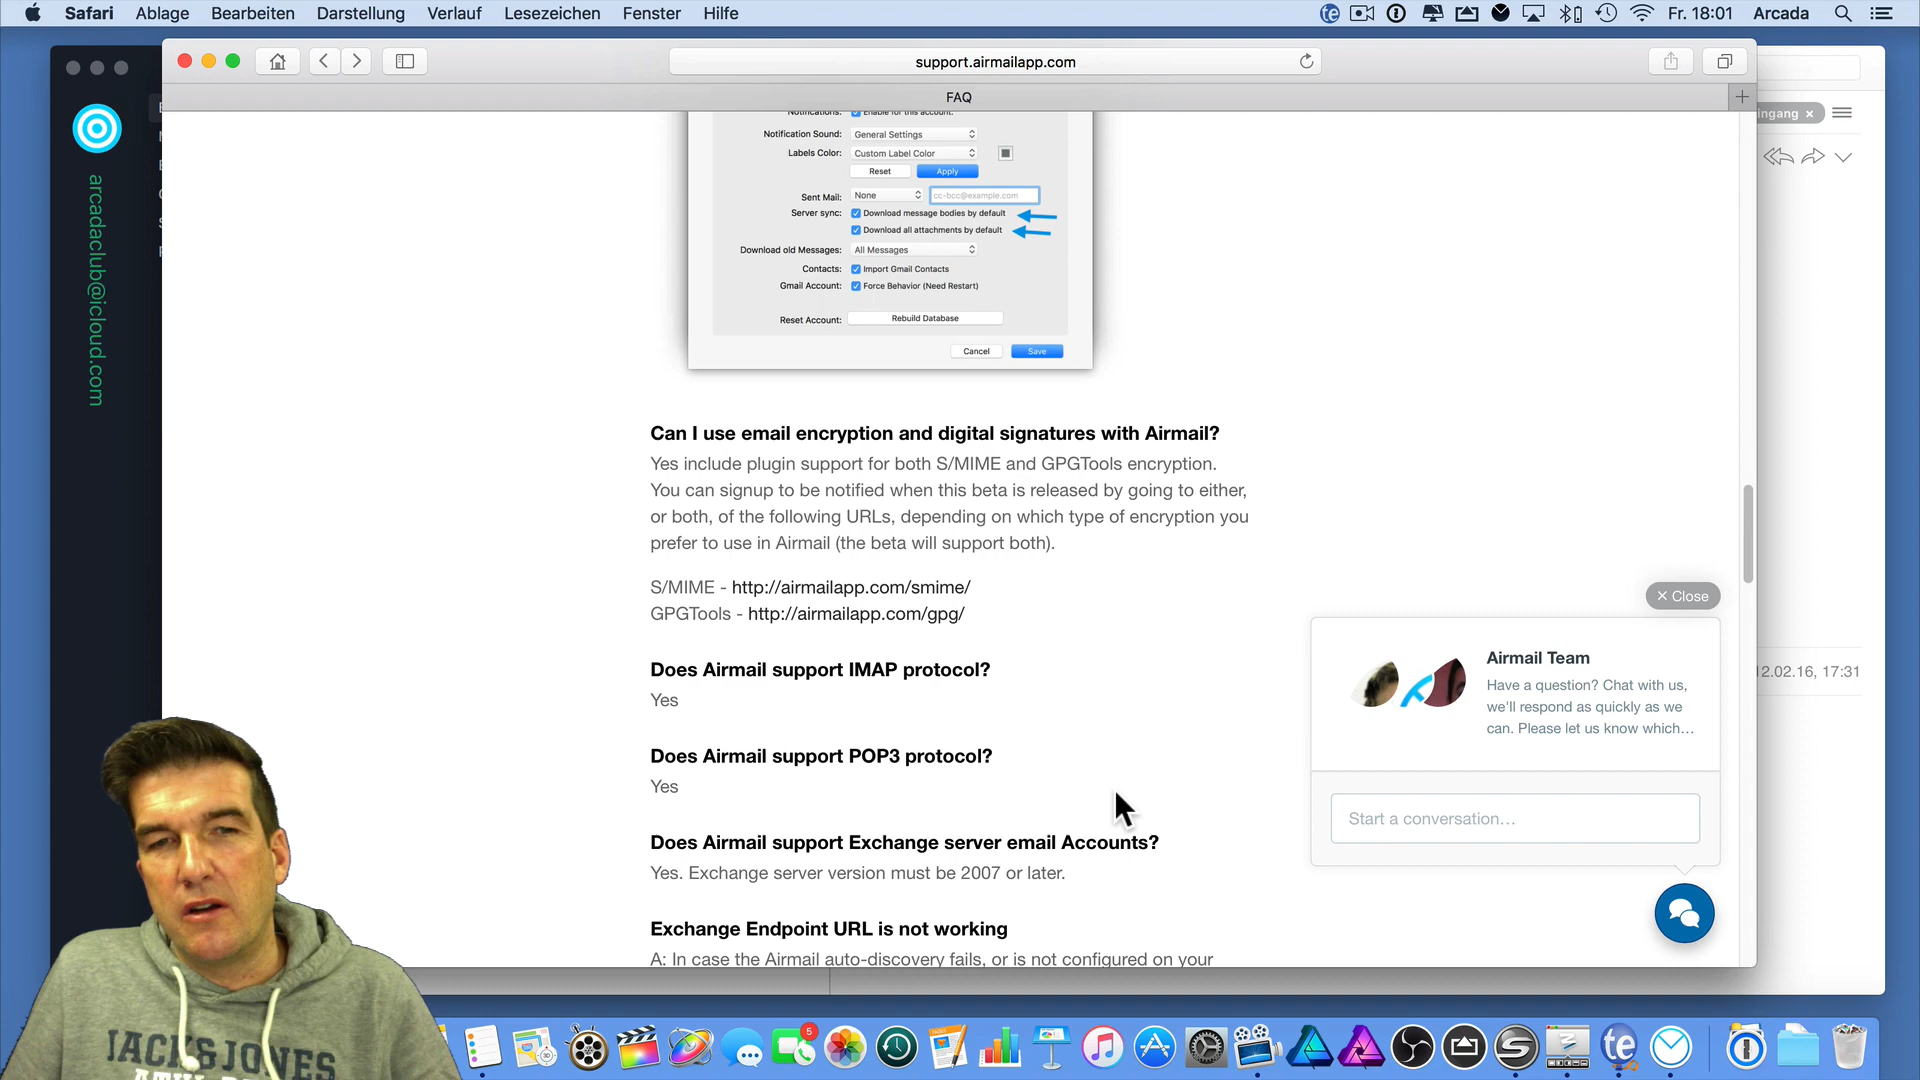 Safari Ablage Bearbeiten Darstellung Verlauf Lesezeichen Fenster Hilfe
Fr. 18:01 Arcada
support.airmailapp.com
FAQ
ingang ×
arcadaclub@icloud.com
Notifications: Enable for this account.
Notification Sound: General Settings
Labels Color: Custom Label Color
Reset Apply
Sent Mail: None cc-bcc@example.com
Server sync: Download message bodies by default
Download all attachments by default
Download old Messages: All Messages
Contacts: Import Gmail Contacts
Gmail Account: Force Behavior (Need Restart)
Reset Account: Rebuild Database
Cancel Save
Can I use email encryption and digital signatures with Airmail?
Yes include plugin support for both S/MIME and GPGTools encryption.
You can signup to be notified when this beta is released by going to either,
or both, of the following URLs, depending on which type of encryption you
prefer to use in Airmail (the beta will support both).
S/MIME - http://airmailapp.com/smime/
GPGTools - http://airmailapp.com/gpg/
Does Airmail support IMAP protocol?
Yes
Does Airmail support POP3 protocol?
Yes
Does Airmail support Exchange server email Accounts?
Yes. Exchange server version must be 2007 or later.
Exchange Endpoint URL is not working
A: In case the Airmail auto-discovery fails, or is not configured on your
× Close
Airmail Team
Have a question? Chat with us,
we'll respond as quickly as we
can. Please let us know which...
Start a conversation...
2.02.16, 17:31
JACK & JONES
5
te